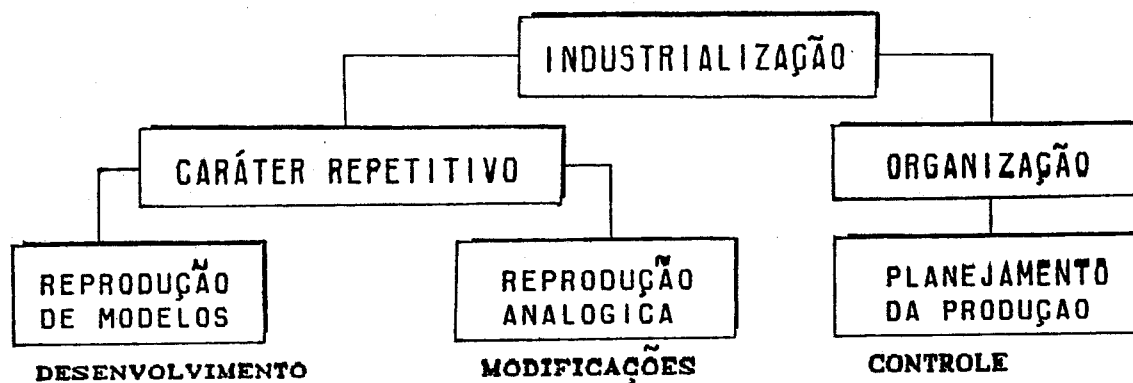 INDUSTRIALIZAÇÃO
CARÁTER REPETITIVO
ORGANIZAÇÃO
REPRODUÇÃO
DE MODELOS
REPRODUÇÃO
ANALOGICA
PLANEJAMENTO
DA PRODUÇAO
DESENVOLVIMENTO
MODIFICAÇÕES
CONTROLE